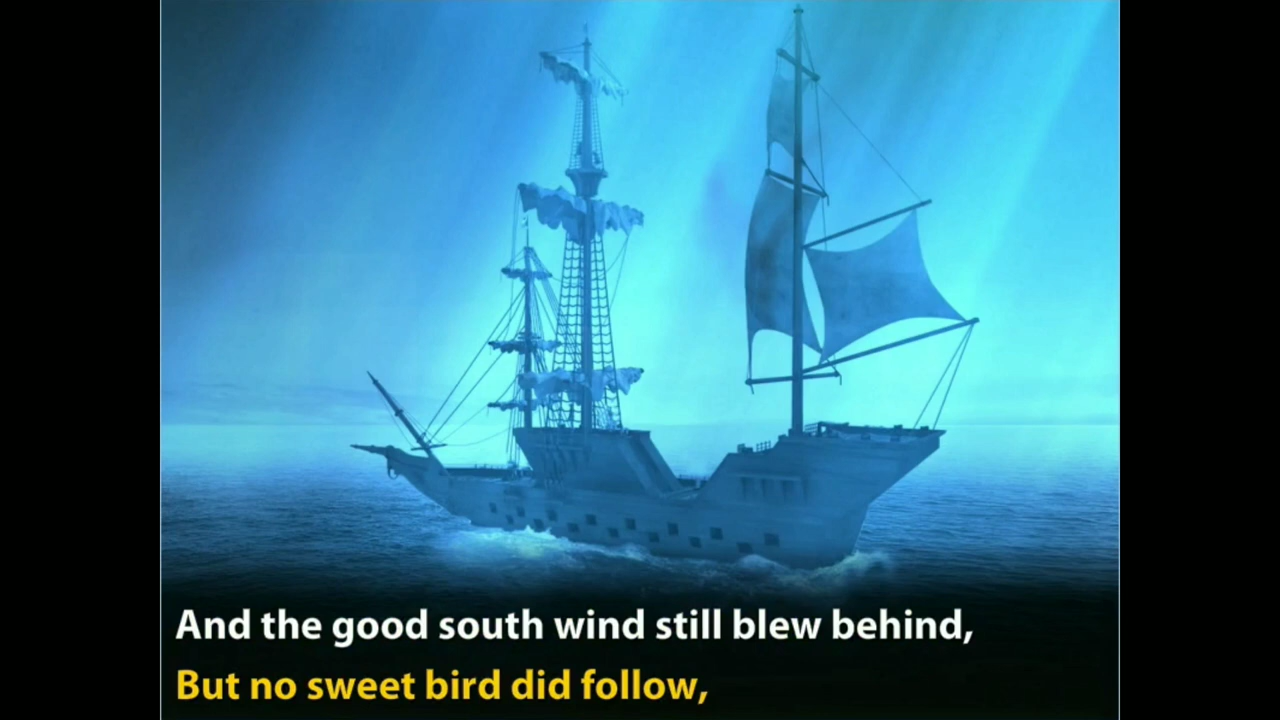 And the good south wind still blew behind,
But no sweet bird did follow,